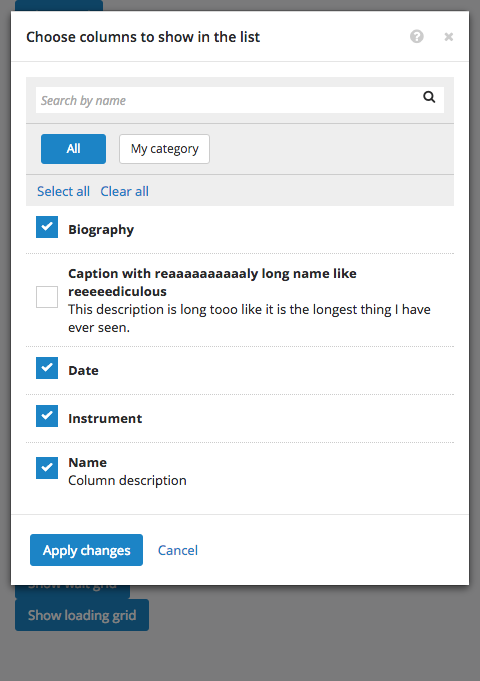 Choose columns to show in the list
Search by name
All
My category
Select all
Clear all
Biography
Caption with reaaaaaaaaaaly long name like
reeeeediculous
This description is long tooo like it is the longest thing I have
ever seen.
Date
Instrument
Name
Column description
Apply changes
Cancel
Show wait grid
Show loading grid